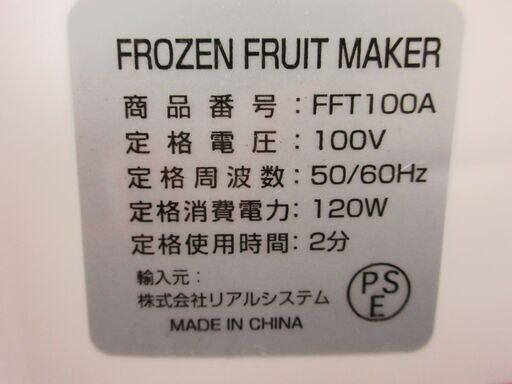 FROZEN FRUIT MAKER
商品番号：FFT100A
定格電圧：100V
定格周波数：50/60Hz
定格消費電力：120W
定格使用時間：2分
輸入元：
株式会社リアルシステム
PSE
MADE IN CHINA